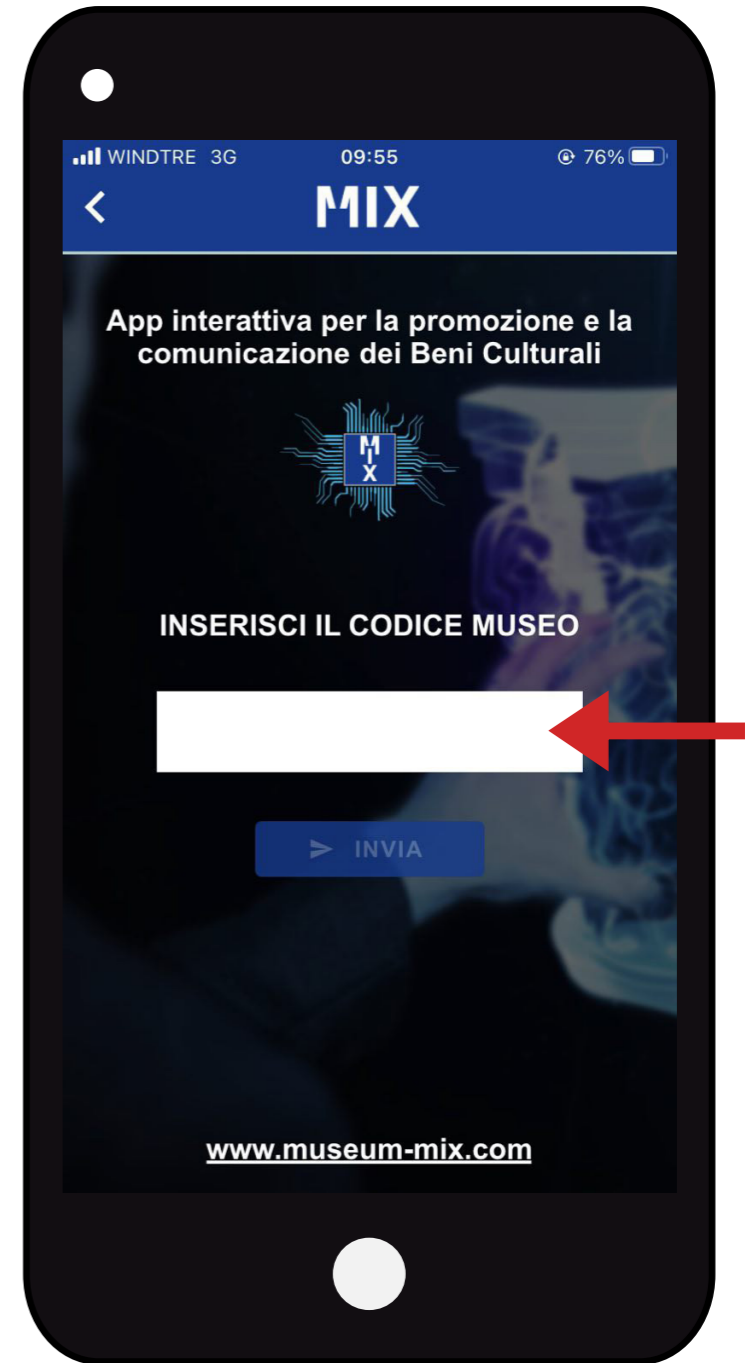 WINDTRE 3G 09:55 76%
MIX
App interattiva per la promozione e la
comunicazione dei Beni Culturali
MIX
INSERISCI IL CODICE MUSEO
INVIA
www.museum-mix.com